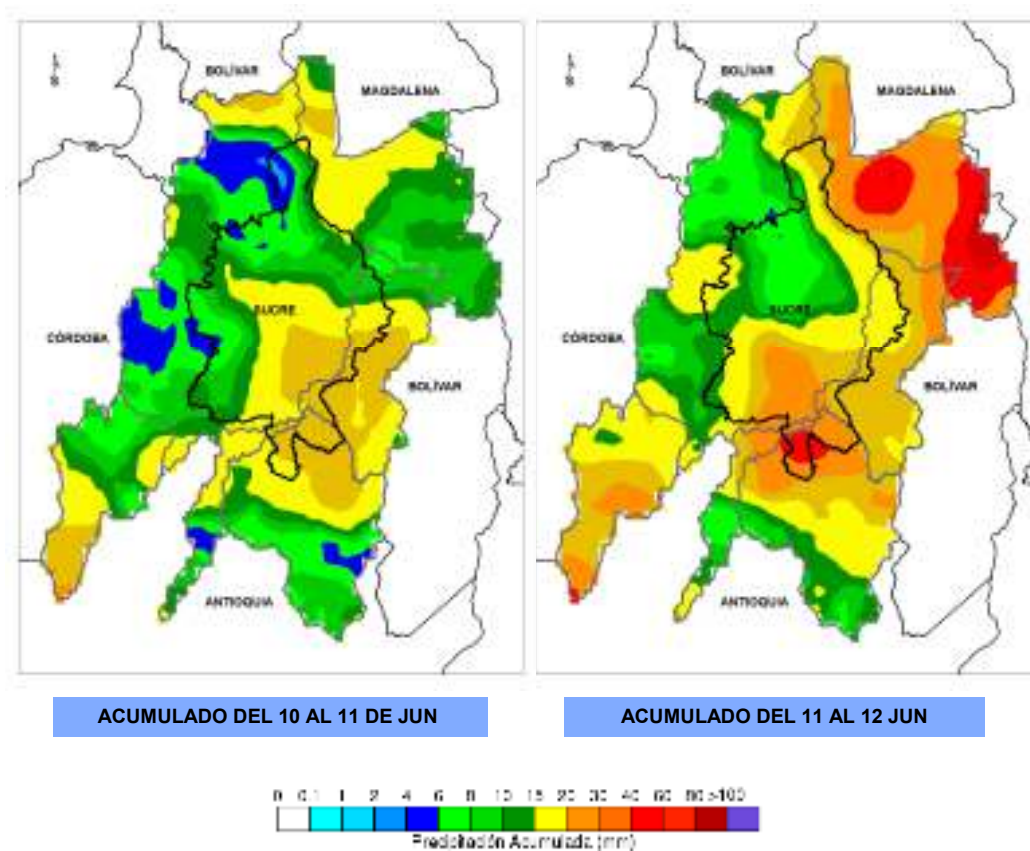 BOLÍVAR
MAGDALENA
SUCRE
CÓRDOBA
BOLÍVAR
ANTIOQUIA
BOLÍVAR
MAGDALENA
SUCRE
CÓRDOBA
BOLÍVAR
ANTIOQUIA
ACUMULADO DEL 10 AL 11 DE JUN
ACUMULADO DEL 11 AL 12 JUN
0 0.1 1 2 4 6 8 10 15 20 30 40 60 80 >100
Precipitación Acumulada (mm)